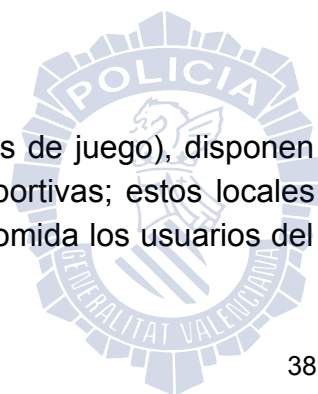 POLICIA
s de juego), disponen
portivas; estos locales
omida los usuarios del
GENERALITAT VALENCIANA
38